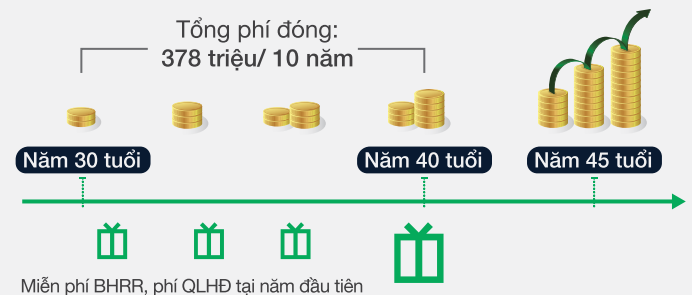 Tổng phí đóng:
378 triệu/ 10 năm
Năm 30 tuổi
Năm 40 tuổi
Năm 45 tuổi
Miễn phí BHRR, phí QLHĐ tại năm đầu tiên